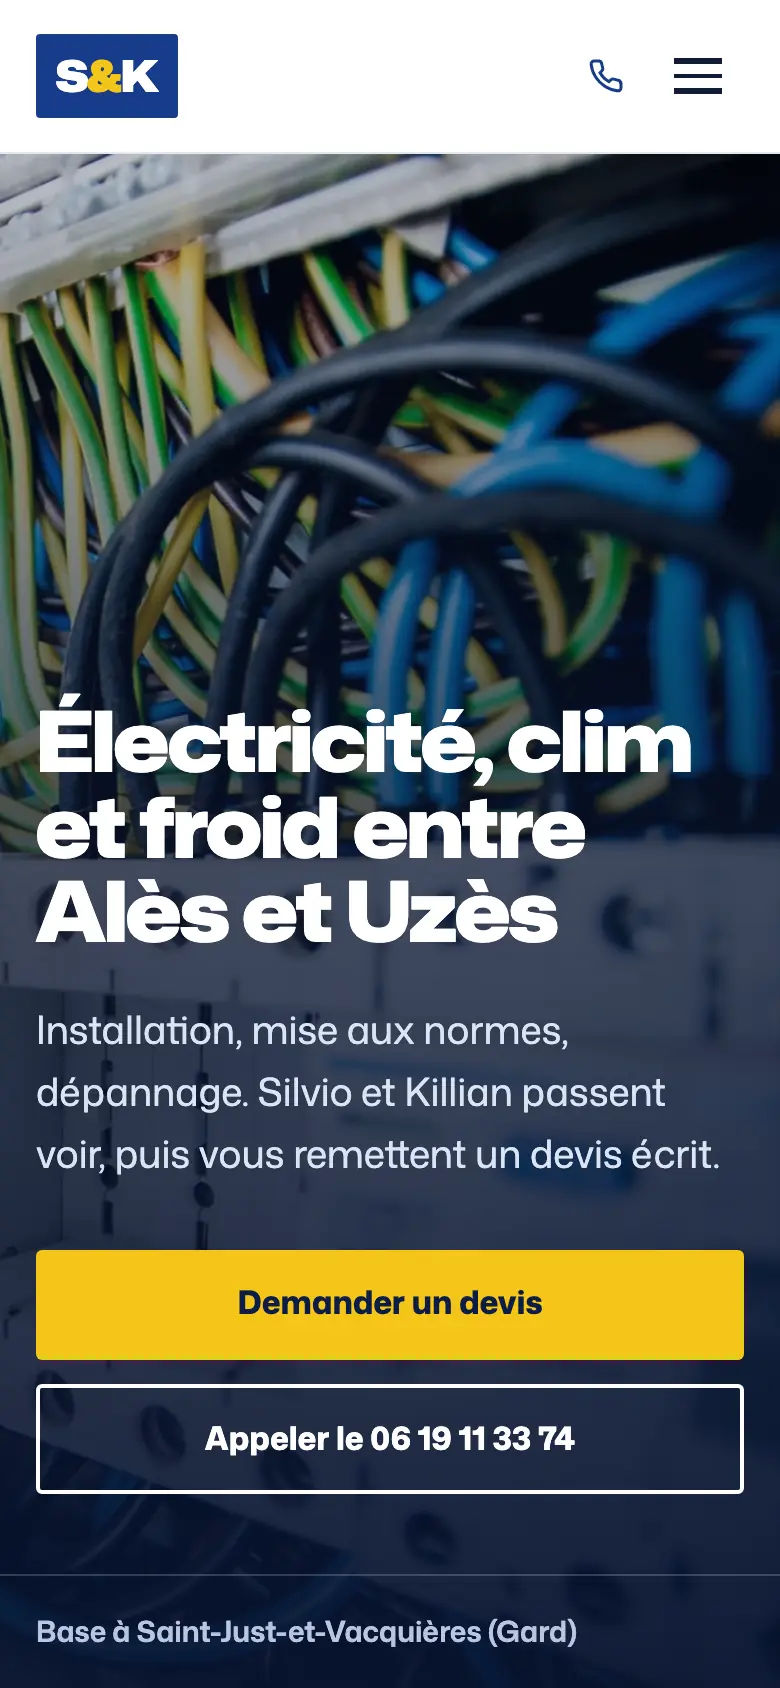 S&K
Électricité, clim
et froid entre
Alès et Uzès
Installation, mise aux normes,
dépannage. Silvio et Killian passent
voir, puis vous remettent un devis écrit.
Demander un devis
Appeler le 06 19 11 33 74
Base à Saint-Just-et-Vacquières (Gard)